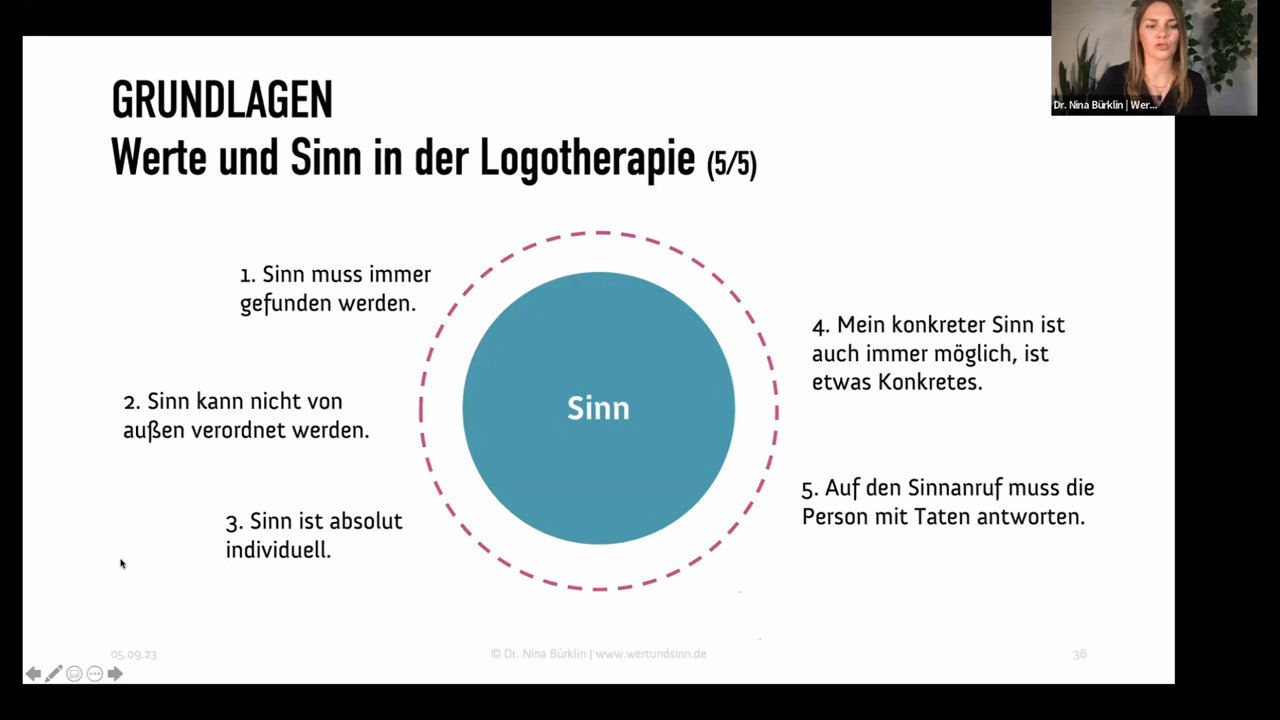 GRUNDLAGEN
Werte und Sinn in der Logotherapie (5/5)
Dr. Nina Bürklin | Wer...
1. Sinn muss immer
gefunden werden.
2. Sinn kann nicht von
außen verordnet werden.
3. Sinn ist absolut
individuell.
Sinn
4. Mein konkreter Sinn ist
auch immer möglich, ist
etwas Konkretes.
5. Auf den Sinnanruf muss die
Person mit Taten antworten.
05.09.23
© Dr. Nina Bürklin | www.wertundsinn.de
36